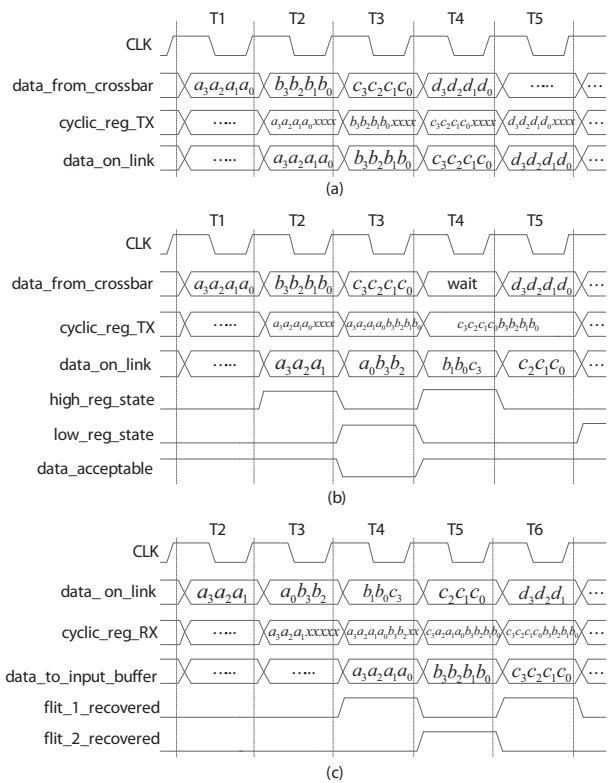 T1 T2 T3 T4 T5
CLK
data_from_crossbar a₃a₂a₁a₀ b₃b₂b₁b₀ c₃c₂c₁c₀ d₃d₂d₁d₀ ..... ...
cyclic_reg_TX ..... a₃a₂a₁a₀xxxx b₃b₂b₁b₀xxxx c₃c₂c₁c₀xxxx d₃d₂d₁d₀xxxx ...
data_on_link ..... a₃a₂a₁a₀ b₃b₂b₁b₀ c₃c₂c₁c₀ d₃d₂d₁d₀ ...
(a)
T1 T2 T3 T4 T5
CLK
data_from_crossbar a₃a₂a₁a₀ b₃b₂b₁b₀ c₃c₂c₁c₀ wait d₃d₂d₁d₀ ...
cyclic_reg_TX ..... a₃a₂a₁a₀xxxx a₃a₂a₁a₀b₃b₂b₁b₀ c₃c₂c₁c₀b₃b₂b₁b₀ ...
data_on_link ..... a₃a₂a₁ a₀b₃b₂ b₁b₀c₃ c₂c₁c₀ ...
high_reg_state
low_reg_state
data_acceptable
(b)
T2 T3 T4 T5 T6
CLK
data_ on_link a₃a₂a₁ a₀b₃b₂ b₁b₀c₃ c₂c₁c₀ d₃d₂d₁ ...
cyclic_reg_RX ..... a₃a₂a₁xxxxx a₃a₂a₁a₀b₃b₂xx c₃a₂a₁a₀b₃b₂b₁b₀ c₃c₂c₁c₀b₃b₂b₁b₀ ...
data_to_input_buffer ..... ..... a₃a₂a₁a₀ b₃b₂b₁b₀ c₃c₂c₁c₀ ...
flit_1_recovered
flit_2_recovered
(c)